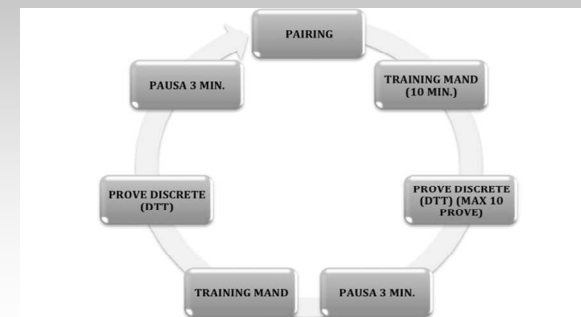 PAIRING
TRAINING MAND
(10 MIN.)
PROVE DISCRETE
(DTT) (MAX 10
PROVE)
PAUSA 3 MIN.
TRAINING MAND
PROVE DISCRETE
(DTT)
PAUSA 3 MIN.